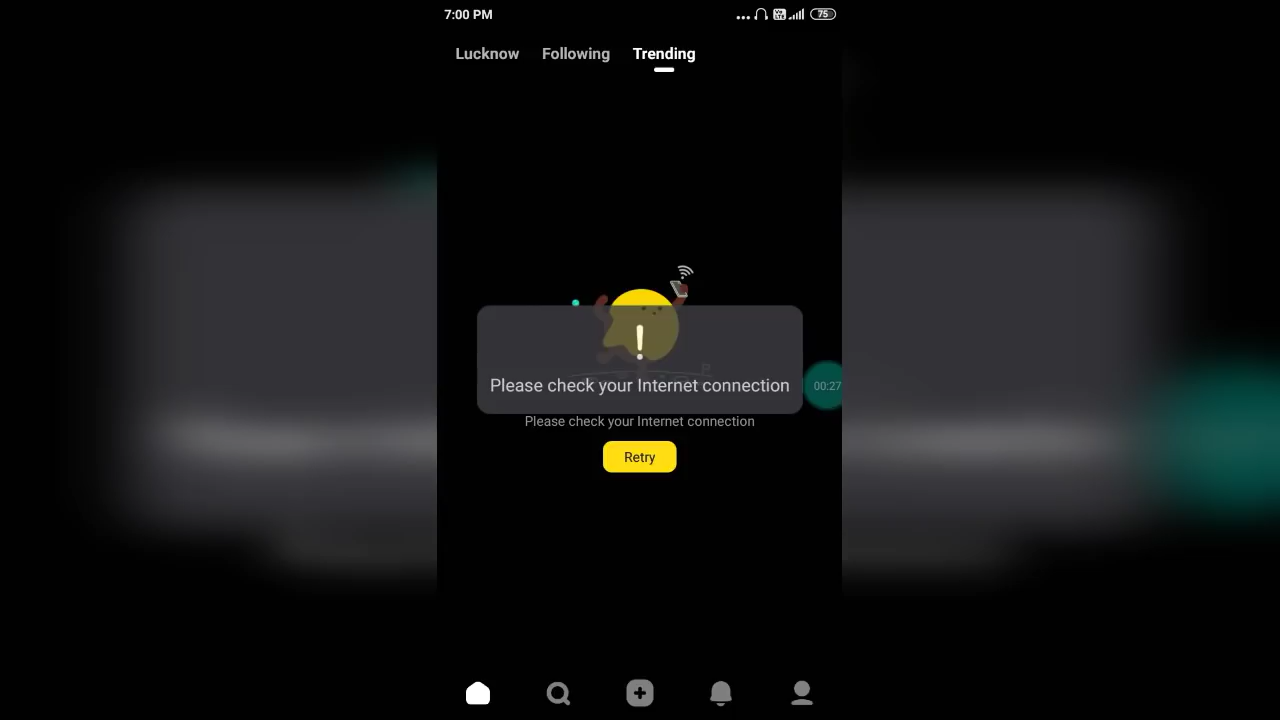 7:00 PM
75
Lucknow Following Trending
Please check your Internet connection
00:27
Please check your Internet connection
Retry